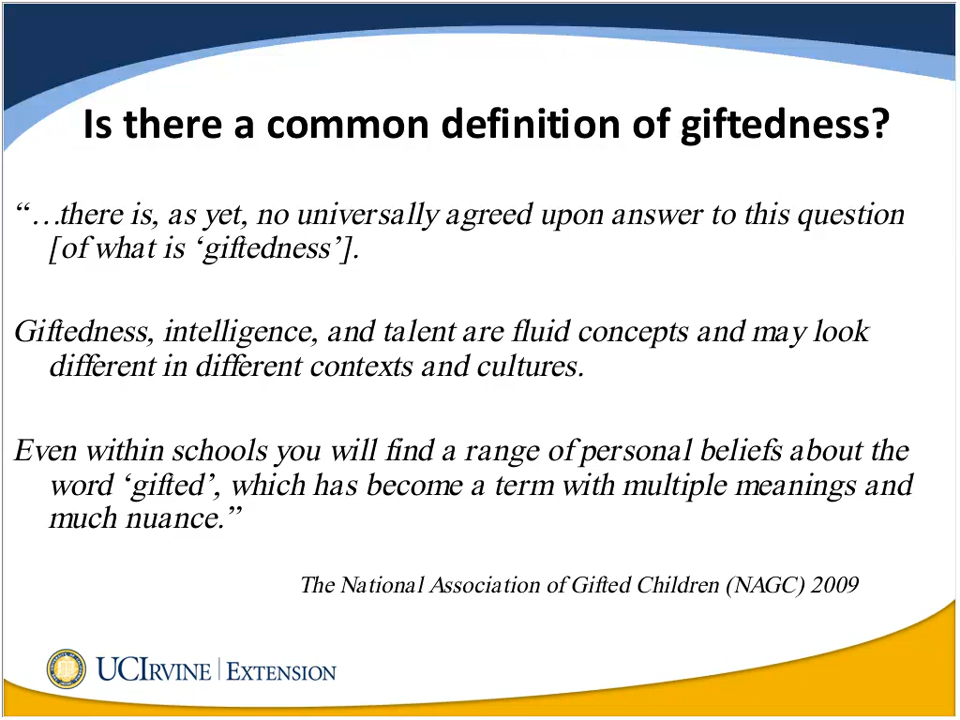 Is there a common definition of giftedness?
“…there is, as yet, no universally agreed upon answer to this question
[of what is ‘giftedness’].
Giftedness, intelligence, and talent are fluid concepts and may look
different in different contexts and cultures.
Even within schools you will find a range of personal beliefs about the
word ‘gifted’, which has become a term with multiple meanings and
much nuance.”
The National Association of Gifted Children (NAGC) 2009
UCIRVINE | EXTENSION